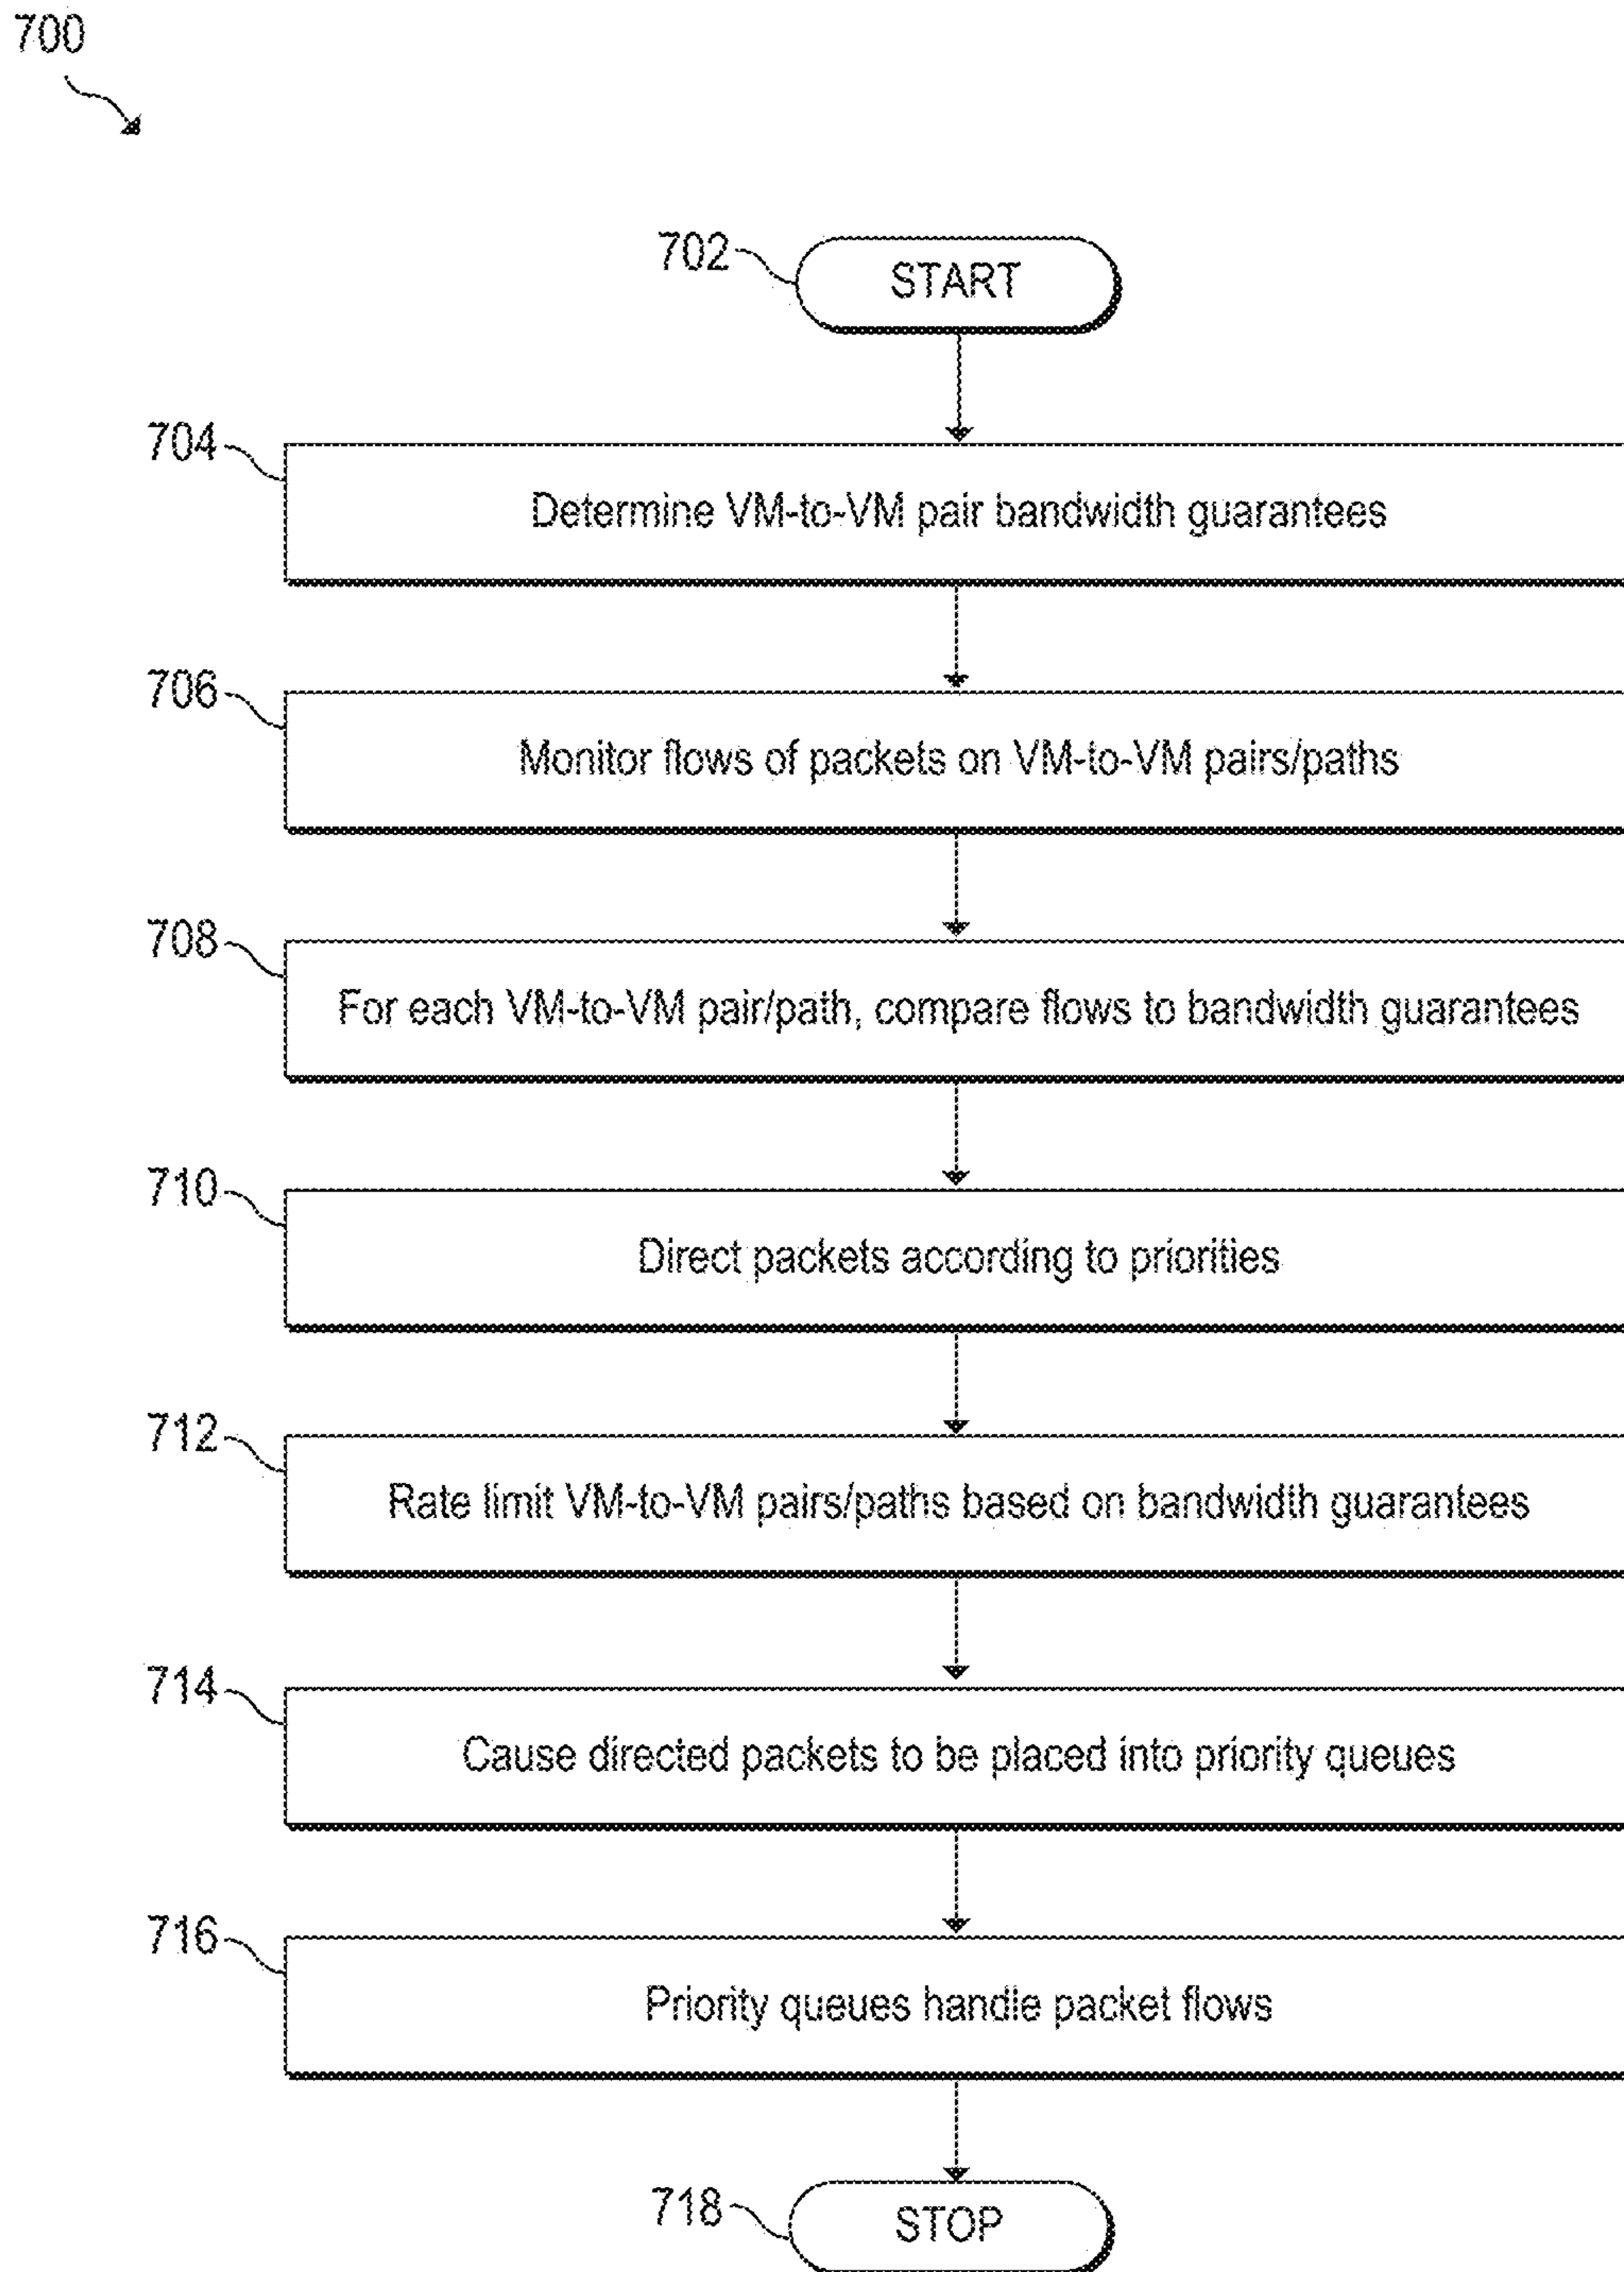 700
702
START
704
Determine VM-to-VM pair bandwidth guarantees
706
Monitor flows of packets on VM-to-VM pairs/paths
708
For each VM-to-VM pair/path, compare flows to bandwidth guarantees
710
Direct packets according to priorities
712
Rate limit VM-to-VM pairs/paths based on bandwidth guarantees
714
Cause directed packets to be placed into priority queues
716
Priority queues handle packet flows
718
STOP